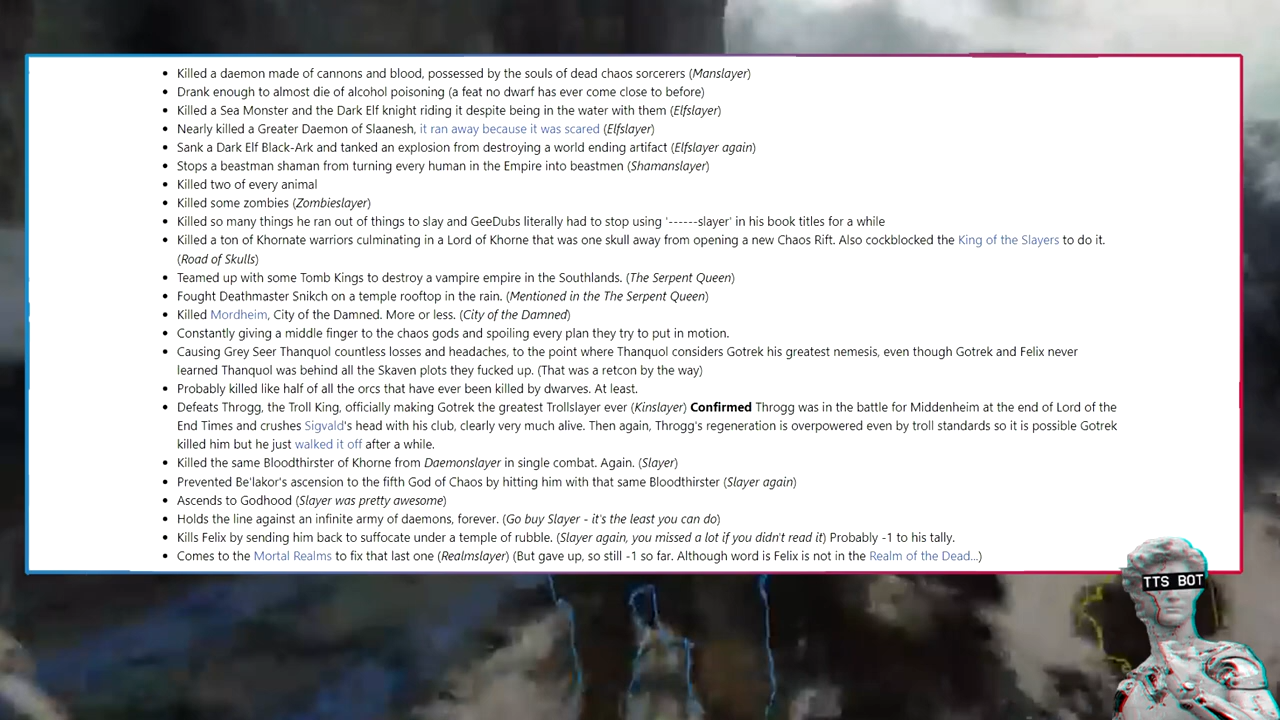 • Killed a daemon made of cannons and blood, possessed by the souls of dead chaos sorcerers (Manslayer)
• Drank enough to almost die of alcohol poisoning (a feat no dwarf has ever come close to before)
• Killed a Sea Monster and the Dark Elf knight riding it despite being in the water with them (Elfslayer)
• Nearly killed a Greater Daemon of Slaanesh, it ran away because it was scared (Elfslayer)
• Sank a Dark Elf Black-Ark and tanked an explosion from destroying a world ending artifact (Elfslayer again)
• Stops a beastman shaman from turning every human in the Empire into beastmen (Shamanslayer)
• Killed two of every animal
• Killed some zombies (Zombieslayer)
• Killed so many things he ran out of things to slay and GeeDubs literally had to stop using '------slayer' in his book titles for a while
• Killed a ton of Khornate warriors culminating in a Lord of Khorne that was one skull away from opening a new Chaos Rift. Also cockblocked the King of the Slayers to do it.
(Road of Skulls)
• Teamed up with some Tomb Kings to destroy a vampire empire in the Southlands. (The Serpent Queen)
• Fought Deathmaster Snikch on a temple rooftop in the rain. (Mentioned in the The Serpent Queen)
• Killed Mordheim, City of the Damned. More or less. (City of the Damned)
• Constantly giving a middle finger to the chaos gods and spoiling every plan they try to put in motion.
• Causing Grey Seer Thanquol countless losses and headaches, to the point where Thanquol considers Gotrek his greatest nemesis, even though Gotrek and Felix never
learned Thanquol was behind all the Skaven plots they fucked up. (That was a retcon by the way)
• Probably killed like half of all the orcs that have ever been killed by dwarves. At least.
• Defeats Throgg, the Troll King, officially making Gotrek the greatest Trollslayer ever (Kinslayer) Confirmed Throgg was in the battle for Middenheim at the end of Lord of the
End Times and crushes Sigvald's head with his club, clearly very much alive. Then again, Throgg's regeneration is overpowered even by troll standards so it is possible Gotrek
killed him but he just walked it off after a while.
• Killed the same Bloodthirster of Khorne from Daemonslayer in single combat. Again. (Slayer)
• Prevented Be'lakor's ascension to the fifth God of Chaos by hitting him with that same Bloodthirster (Slayer again)
• Ascends to Godhood (Slayer was pretty awesome)
• Holds the line against an infinite army of daemons, forever. (Go buy Slayer - it's the least you can do)
• Kills Felix by sending him back to suffocate under a temple of rubble. (Slayer again, you missed a lot if you didn't read it) Probably -1 to his tally.
• Comes to the Mortal Realms to fix that last one (Realmslayer) (But gave up, so still -1 so far. Although word is Felix is not in the Realm of the Dead...)
TTS BOT